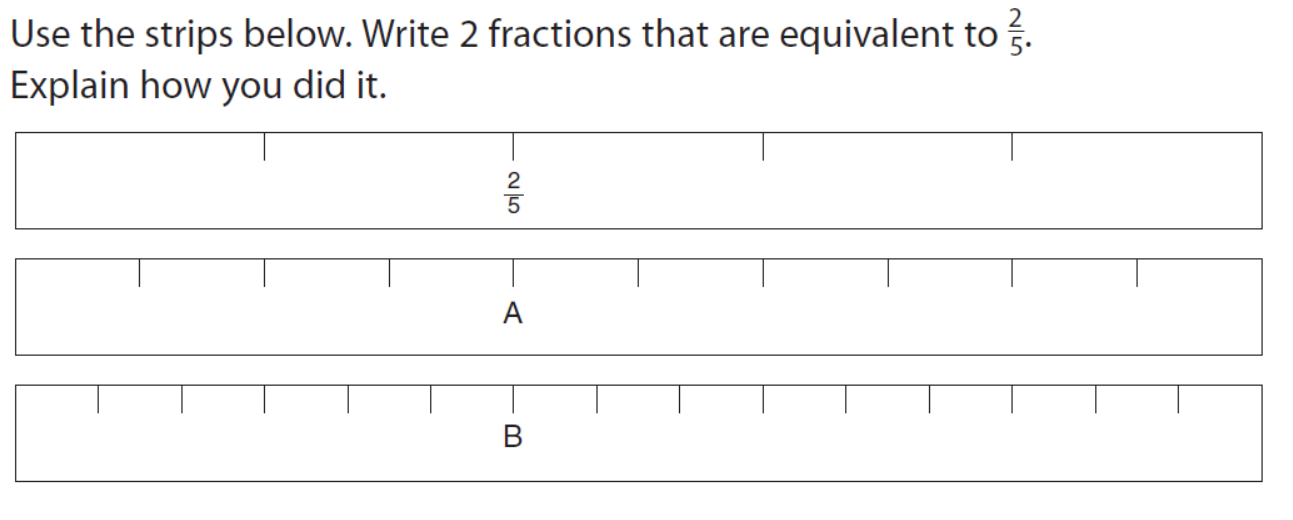 Use the strips below. Write 2 fractions that are equivalent to 2/5.
Explain how you did it.
2/5
A
B